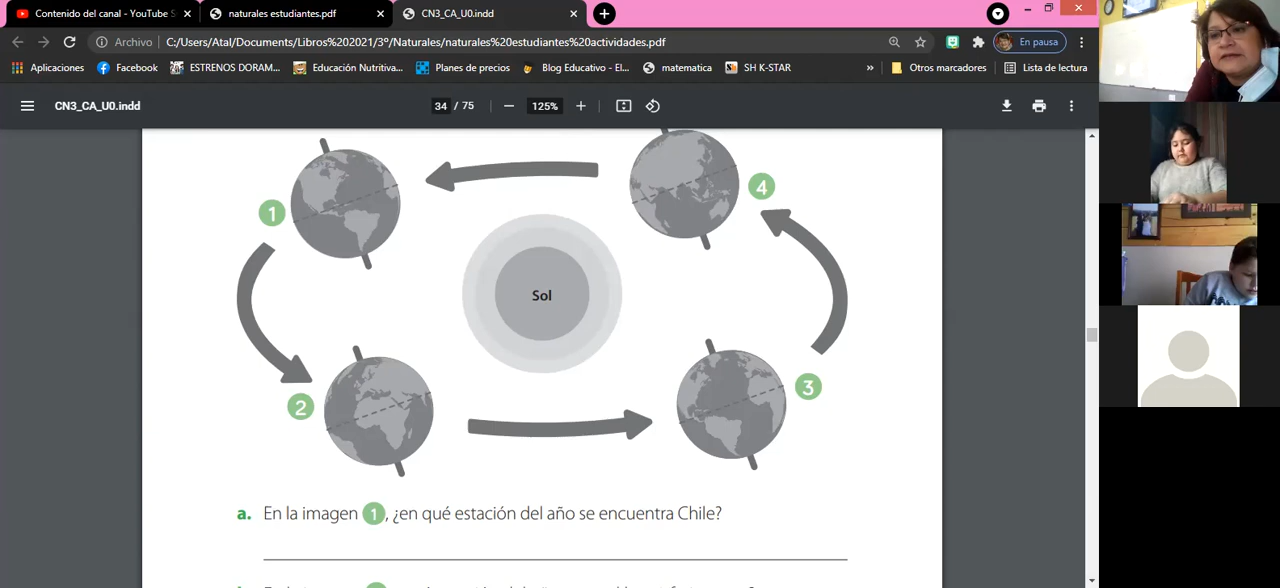 Contenido del canal - YouTube S
naturales estudiantes.pdf
CN3_CA_U0.indd
Archivo
C:/Users/Atal/Documents/Libros%202021/3º/Naturales/naturales%20estudiantes%20actividades.pdf
En pausa
Aplicaciones
Facebook
ESTRENOS DORAM...
Educación Nutritiva...
Planes de precios
Blog Educativo - El...
matematica
SH K-STAR
»
Otros marcadores
Lista de lectura
CN3_CA_U0.indd
34 / 75
125%
1
4
Sol
2
3
a. En la imagen 1, ¿en qué estación del año se encuentra Chile?